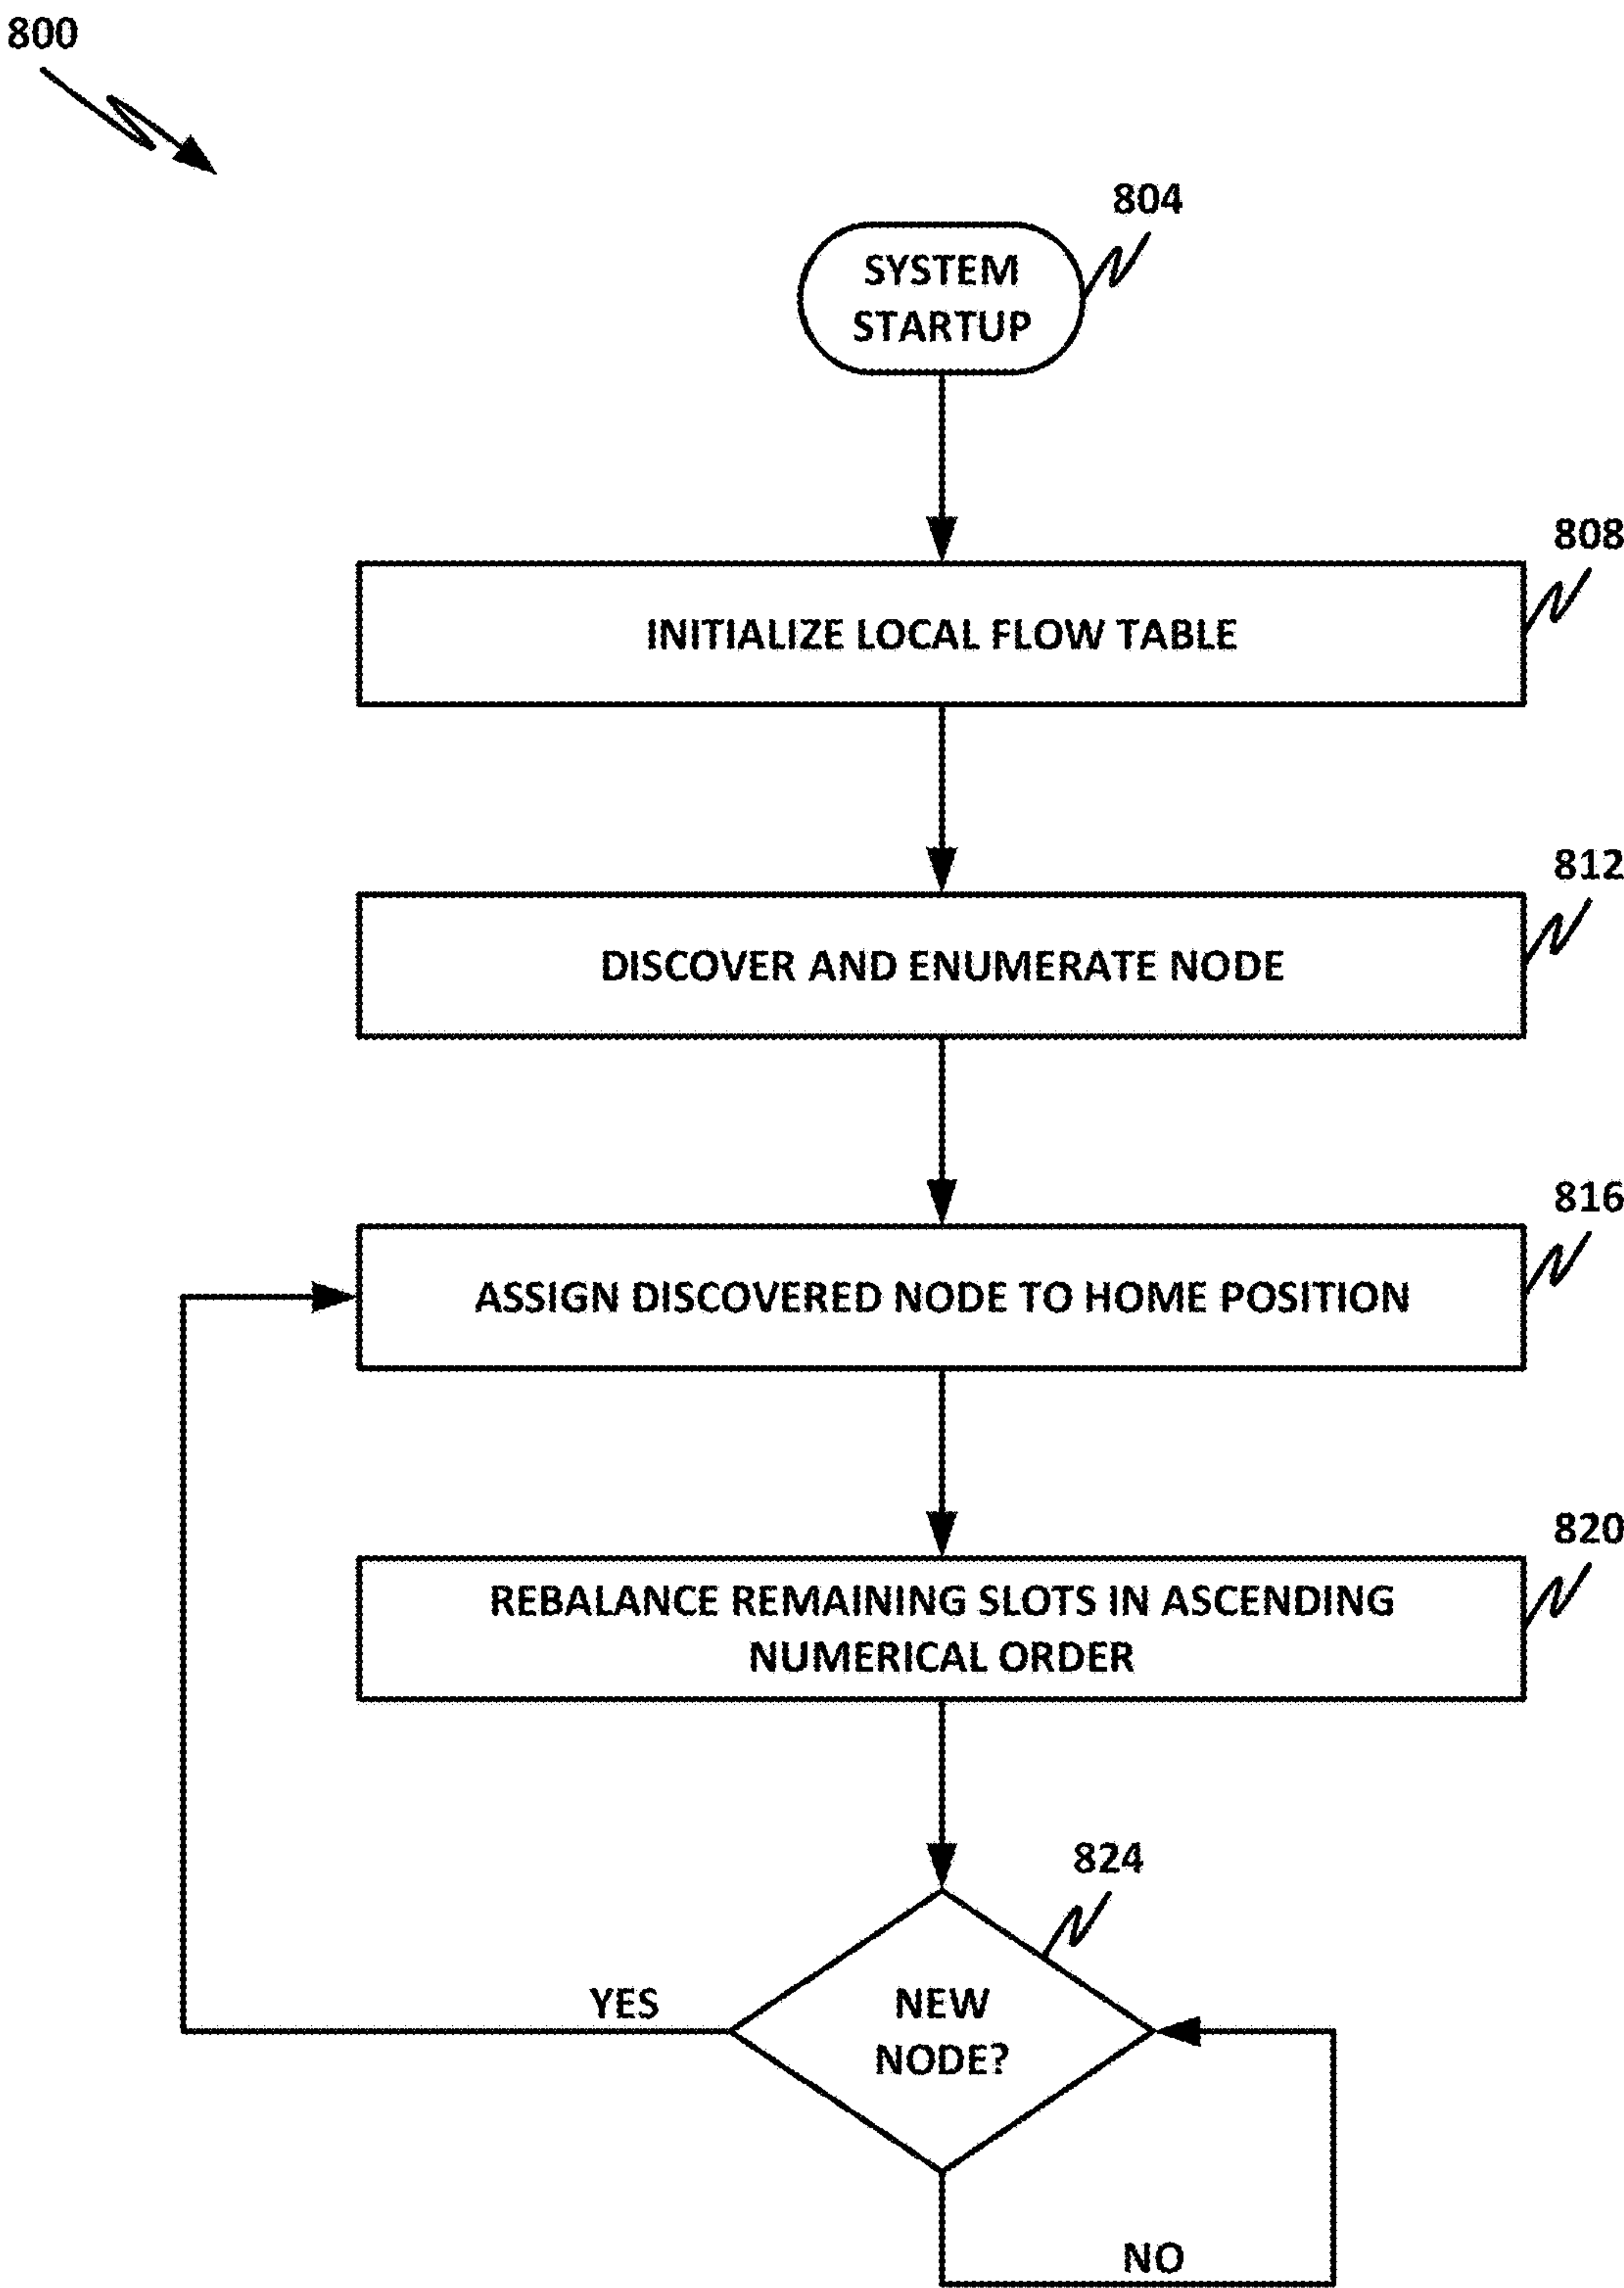 800
804
SYSTEM
STARTUP
808
INITIALIZE LOCAL FLOW TABLE
812
DISCOVER AND ENUMERATE NODE
816
ASSIGN DISCOVERED NODE TO HOME POSITION
820
REBALANCE REMAINING SLOTS IN ASCENDING
NUMERICAL ORDER
824
YES
NEW
NODE?
NO